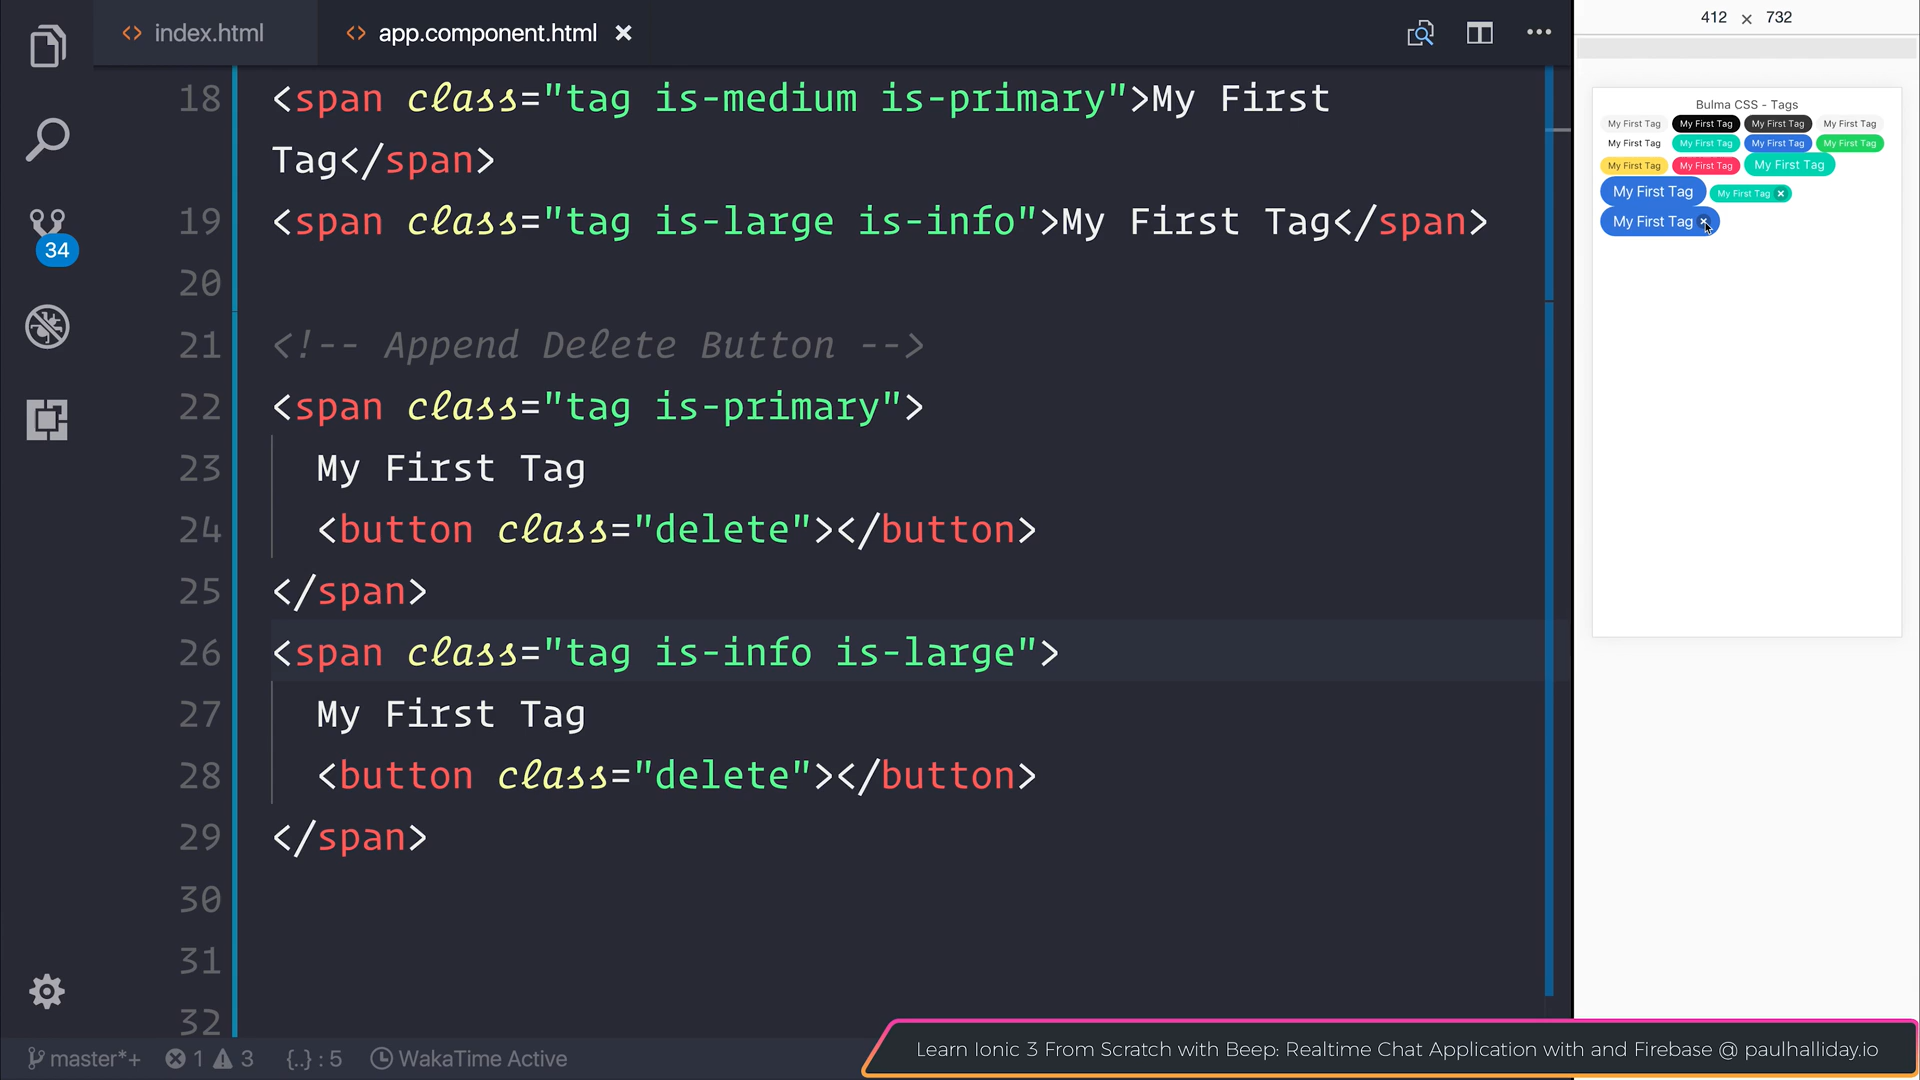 index.html
app.component.html
18 <span class="tag is-medium is-primary">My First
Tag</span>
19 <span class="tag is-large is-info">My First Tag</span>
20
21 <!-- Append Delete Button -->
22 <span class="tag is-primary">
23 My First Tag
24 <button class="delete"></button>
25 </span>
26 <span class="tag is-info is-large">
27 My First Tag
28 <button class="delete"></button>
29 </span>
30
31
32
34
master*+ 1 3 {..} : 5 WakaTime Active
412 × 732
Bulma CSS - Tags
My First Tag My First Tag My First Tag My First Tag
My First Tag My First Tag My First Tag My First Tag
My First Tag My First Tag My First Tag
My First Tag My First Tag
My First Tag
Learn Ionic 3 From Scratch with Beep: Realtime Chat Application with and Firebase @ paulhalliday.io